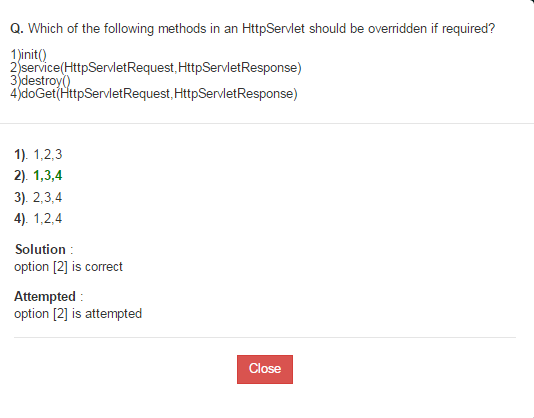 Q. Which of the following methods in an HttpServlet should be overridden if required?
1)init()
2)service(HttpServletRequest,HttpServletResponse)
3)destroy()
4)doGet(HttpServletRequest,HttpServletResponse)
1). 1,2,3
2). 1,3,4
3). 2,3,4
4). 1,2,4
Solution :
option [2] is correct
Attempted :
option [2] is attempted
Close